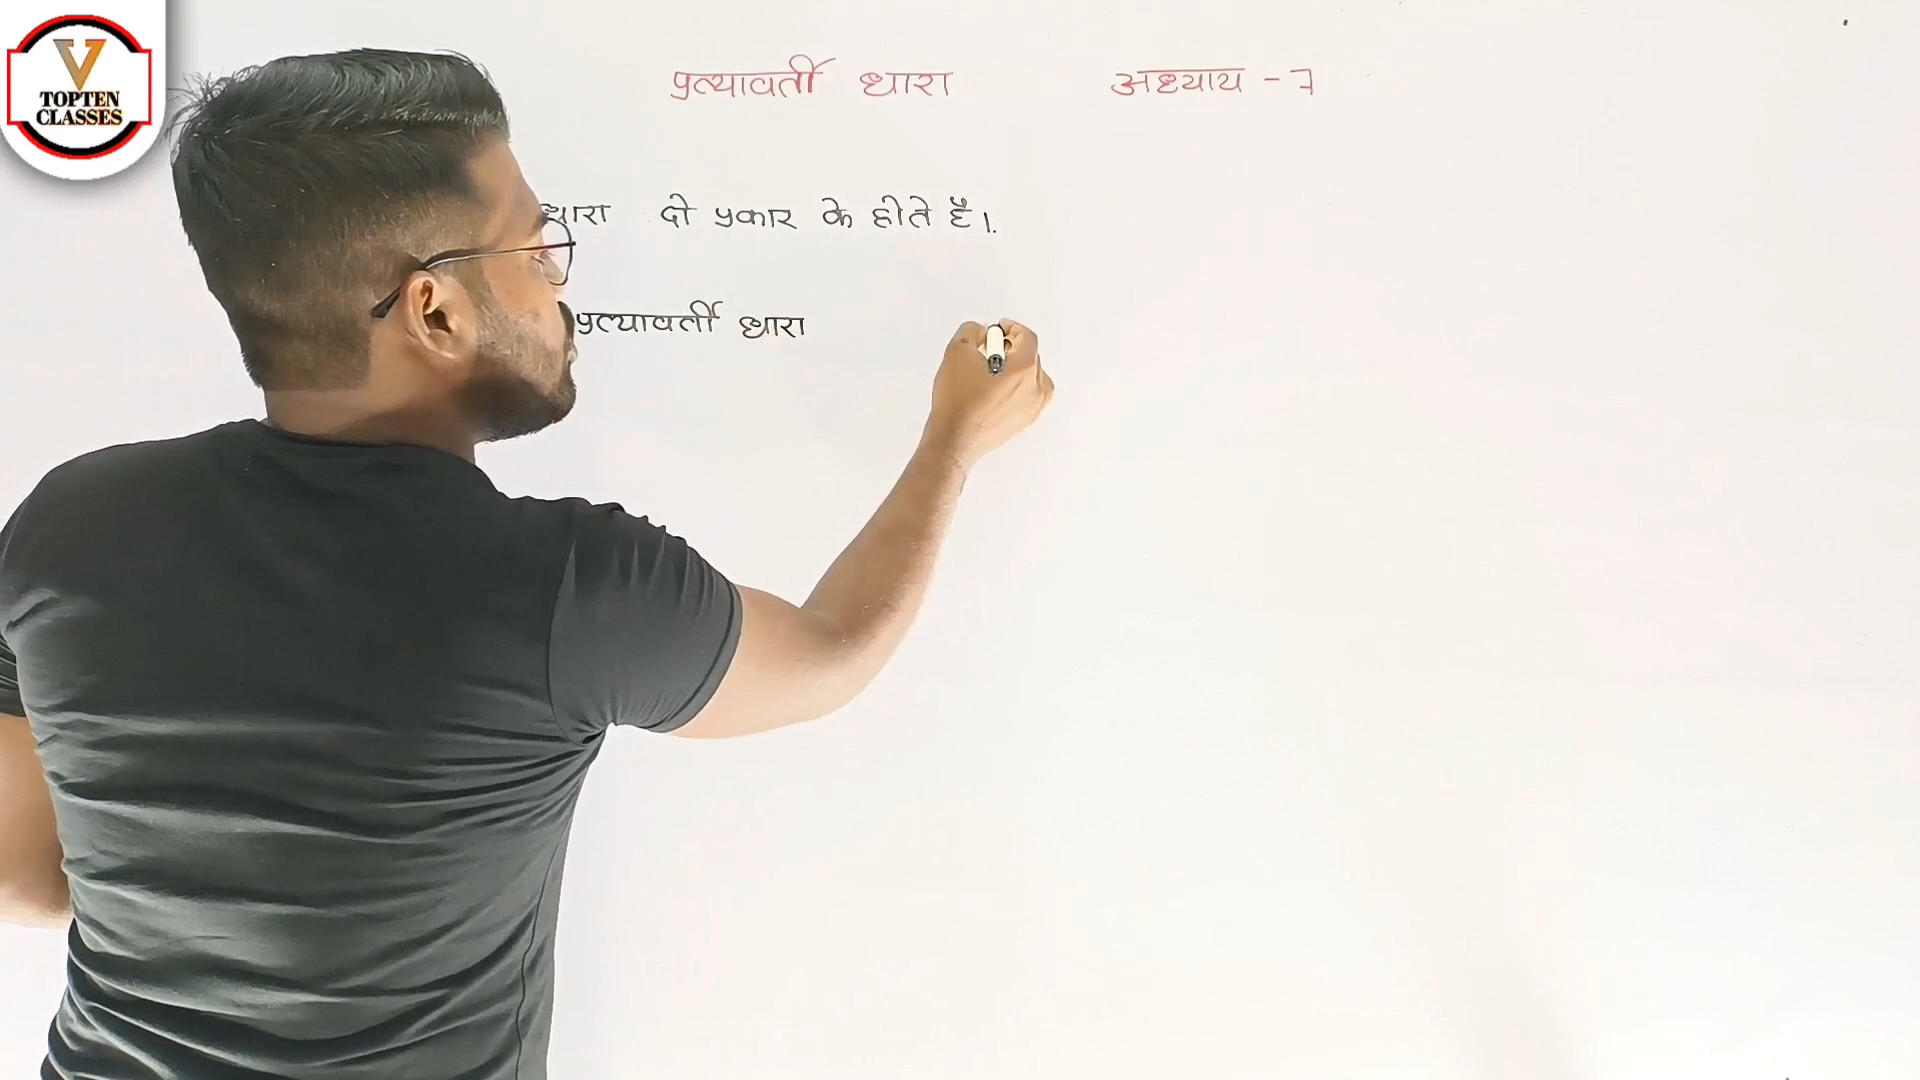 V
TOPTEN
CLASSES
प्रत्यावर्ती धारा अध्याय - 7
धारा दो प्रकार के होते है।
प्रत्यावर्ती धारा